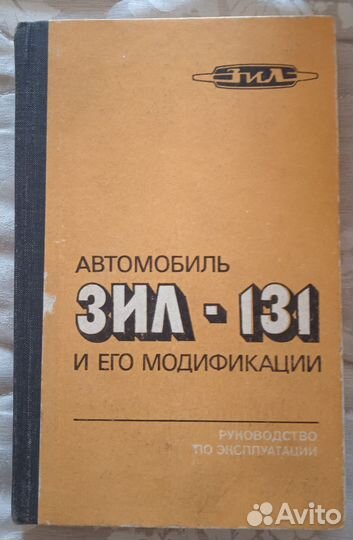 ЗИЛ
АВТОМОБИЛЬ
ЗИЛ-131
И ЕГО МОДИФИКАЦИИ
РУКОВОДСТВО
ПО ЭКСПЛУАТАЦИИ
Avito